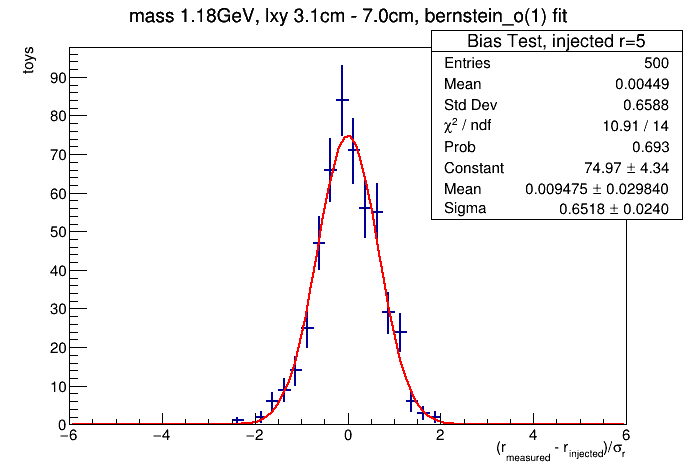 mass 1.18GeV, lxy 3.1cm - 7.0cm, bernstein_o(1) fit
Bias Test, injected r=5
Entries 500
Mean 0.00449
Std Dev 0.6588
χ² / ndf 10.91 / 14
Prob 0.693
Constant 74.97 ± 4.34
Mean 0.009475 ± 0.029840
Sigma 0.6518 ± 0.0240
toys
90
80
70
60
50
40
30
20
10
0
−6 −4 −2 0 2 4 6
(r_measured - r_injected)/σ_r